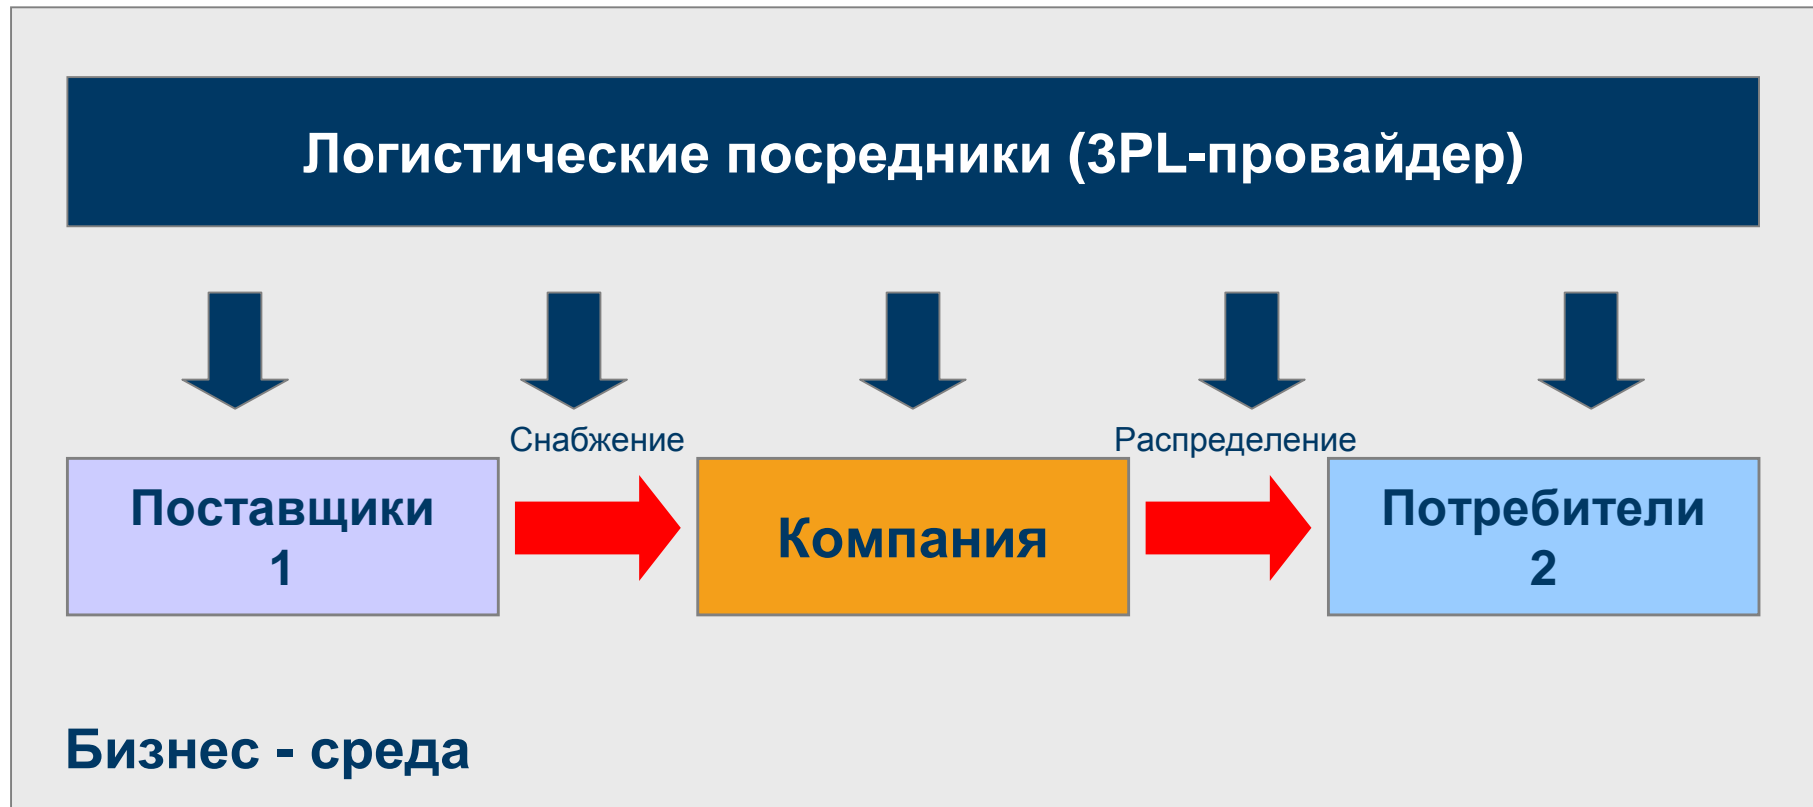 Логистические посредники (3PL-провайдер)
Снабжение
Распределение
Поставщики
1
Компания
Потребители
2
Бизнес - среда